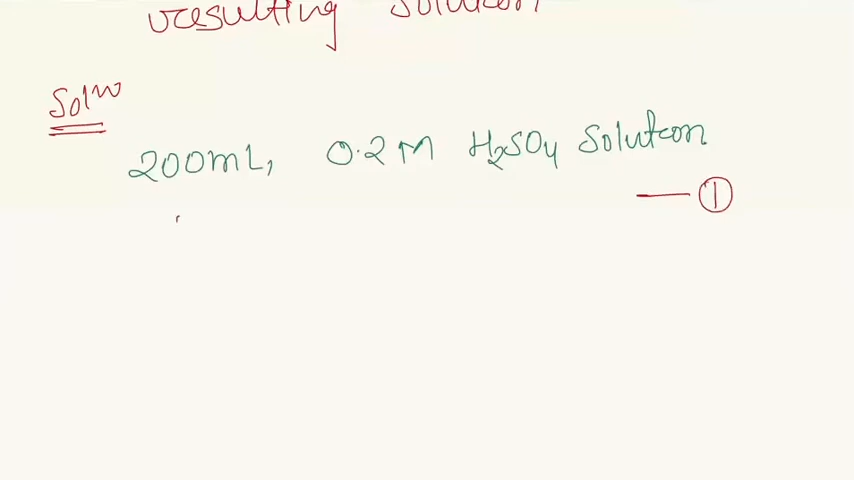 resulting solution
Soln
200mL, 0.2M H₂SO₄ Solution
— ①